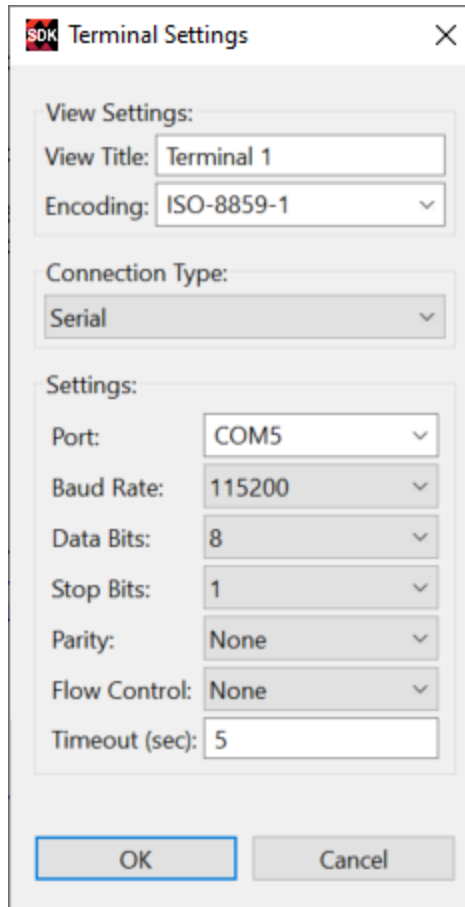 SDK Terminal Settings
View Settings:
View Title: Terminal 1
Encoding: ISO-8859-1
Connection Type:
Serial
Settings:
Port: COM5
Baud Rate: 115200
Data Bits: 8
Stop Bits: 1
Parity: None
Flow Control: None
Timeout (sec): 5
OK Cancel